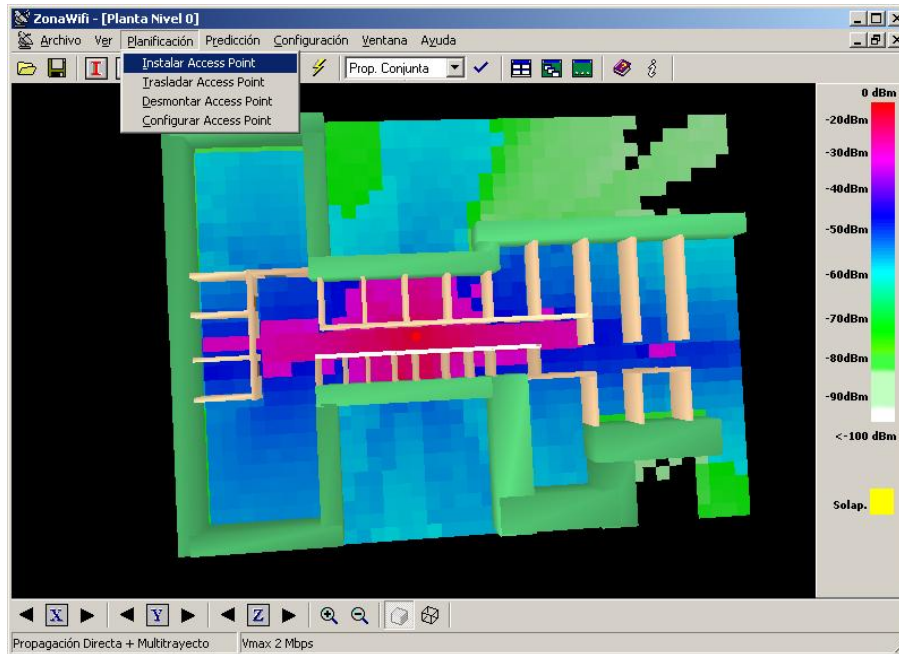 ZonaWifi - [Planta Nivel 0]
Archivo Ver Planificación Predicción Configuración Ventana Ayuda
Instalar Access Point
Trasladar Access Point
Desmontar Access Point
Configurar Access Point
I
Prop. Conjunta
0 dBm
-20dBm
-30dBm
-40dBm
-50dBm
-60dBm
-70dBm
-80dBm
-90dBm
<-100 dBm
Solap.
X Y Z
Propagación Directa + Multitrayecto Vmax 2 Mbps